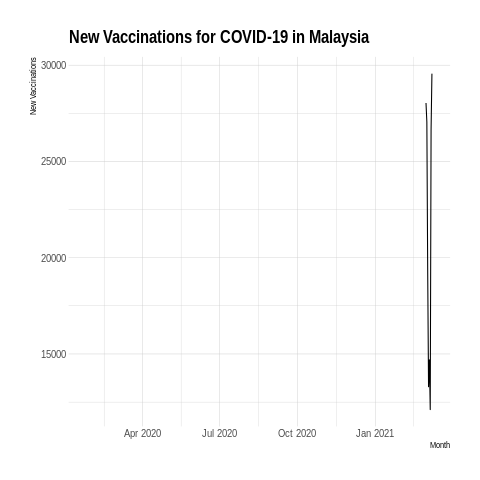 New Vaccinations for COVID-19 in Malaysia
New Vaccinations
30000
25000
20000
15000
Apr 2020 Jul 2020 Oct 2020 Jan 2021
Month